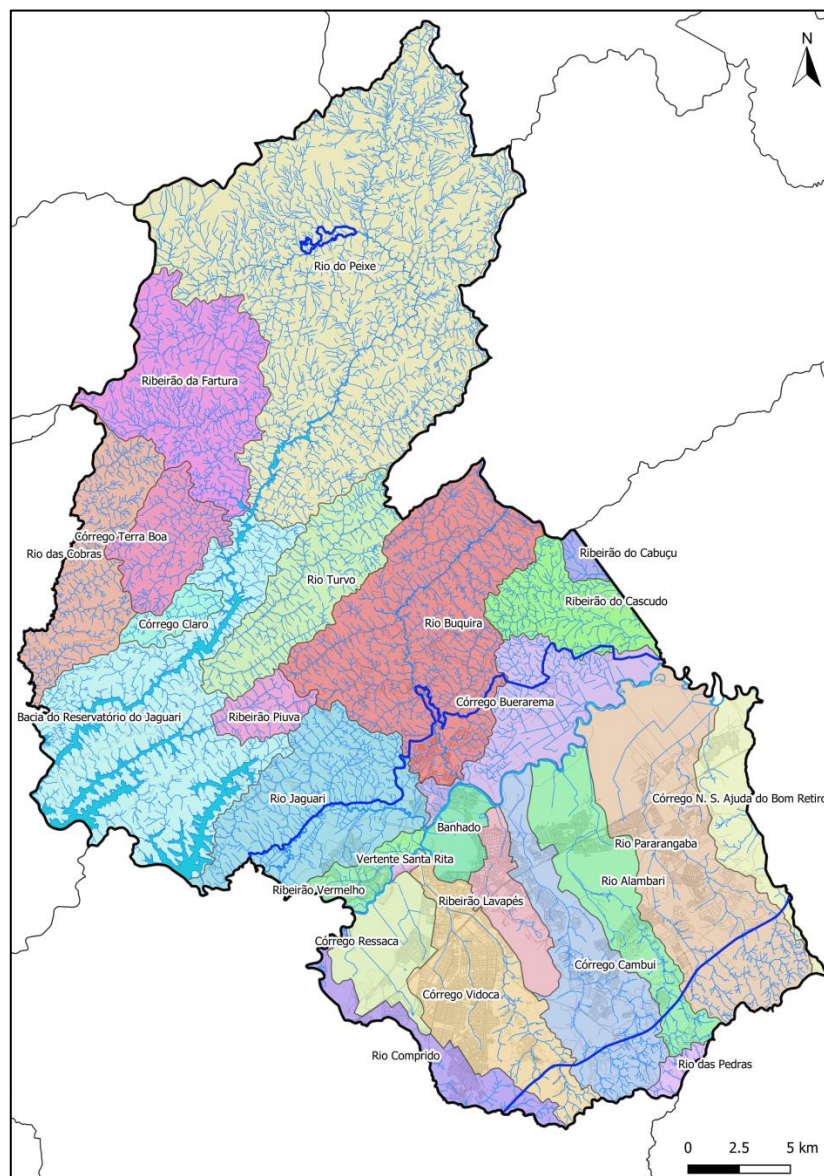 N
Rio do Peixe
Ribeirão da Fartura
Córrego Terra Boa
Rio das Cobras
Ribeirão do Cabuçu
Rio Turvo
Ribeirão do Cascudo
Córrego Claro
Rio Buquira
Córrego Buerarema
Bacia do Reservatório do Jaguari
Ribeirão Piuva
Rio Jaguari
Córrego N. S. Ajuda do Bom Retiro
Banhado
Rio Pararangaba
Vertente Santa Rita
Rio Alambari
Ribeirão Vermelho
Ribeirão Lavapés
Córrego Ressaca
Córrego Cambui
Córrego Vidoca
Rio Comprido
Rio das Pedras
0 2.5 5 km